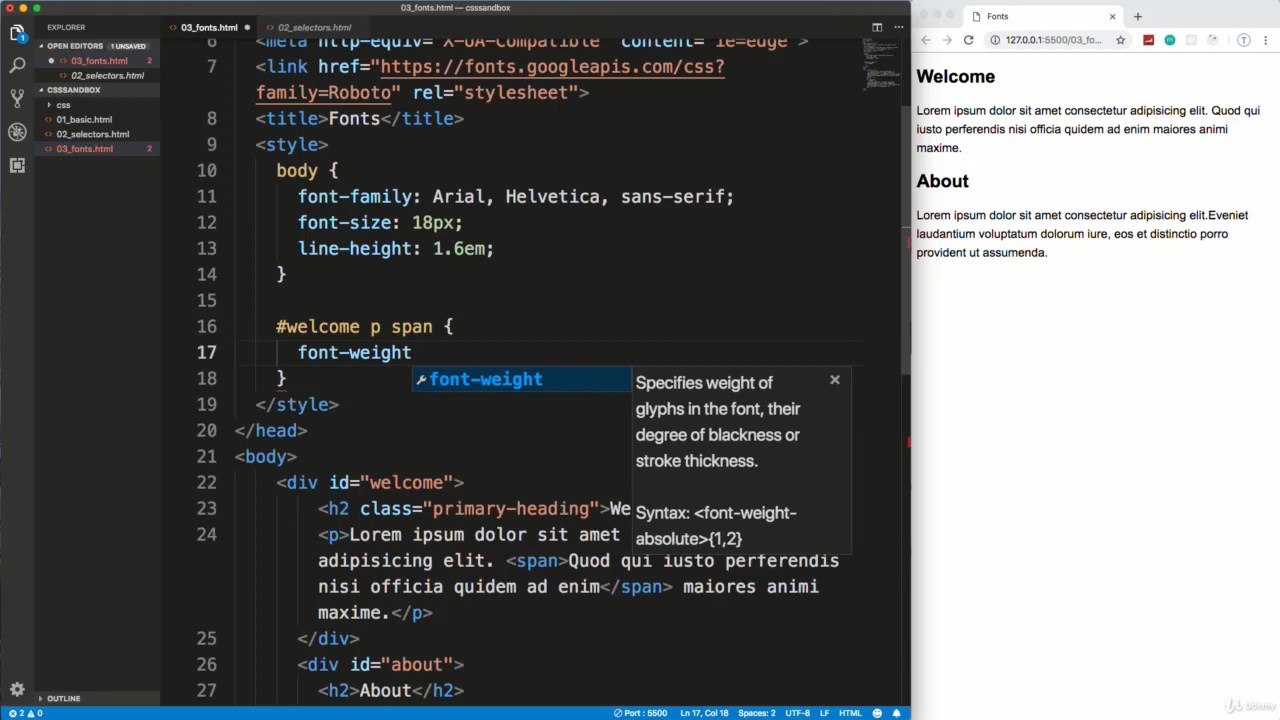 03_fonts.html — csssandbox
EXPLORER
OPEN EDITORS 1 UNSAVED
03_fonts.html 2
02_selectors.html
CSSSANDBOX
css
01_basic.html
02_selectors.html
03_fonts.html 2
OUTLINE
03_fonts.html
02_selectors.html
6 <meta http-equiv="X-UA-Compatible" content="ie=edge">
7 <link href="https://fonts.googleapis.com/css?
family=Roboto" rel="stylesheet">
8 <title>Fonts</title>
9 <style>
10 body {
11 font-family: Arial, Helvetica, sans-serif;
12 font-size: 18px;
13 line-height: 1.6em;
14 }
15
16 #welcome p span {
17 font-weight
18 }
19 </style>
20 </head>
21 <body>
22 <div id="welcome">
23 <h2 class="primary-heading">We
24 <p>Lorem ipsum dolor sit amet
adipisicing elit. <span>Quod qui iusto perferendis
nisi officia quidem ad enim</span> maiores animi
maxime.</p>
25 </div>
26 <div id="about">
27 <h2>About</h2>
font-weight
Specifies weight of
glyphs in the font, their
degree of blackness or
stroke thickness.
Syntax: <font-weight-
absolute>{1,2}
1
2 0
Port : 5500
Ln 17, Col 18
Spaces: 2
UTF-8
LF
HTML
Fonts
127.0.0.1:5500/03_fo...
T
Welcome
Lorem ipsum dolor sit amet consectetur adipisicing elit. Quod qui
iusto perferendis nisi officia quidem ad enim maiores animi
maxime.
About
Lorem ipsum dolor sit amet consectetur adipisicing elit.Eveniet
laudantium voluptatum dolorum iure, eos et distinctio porro
provident ut assumenda.
Udemy